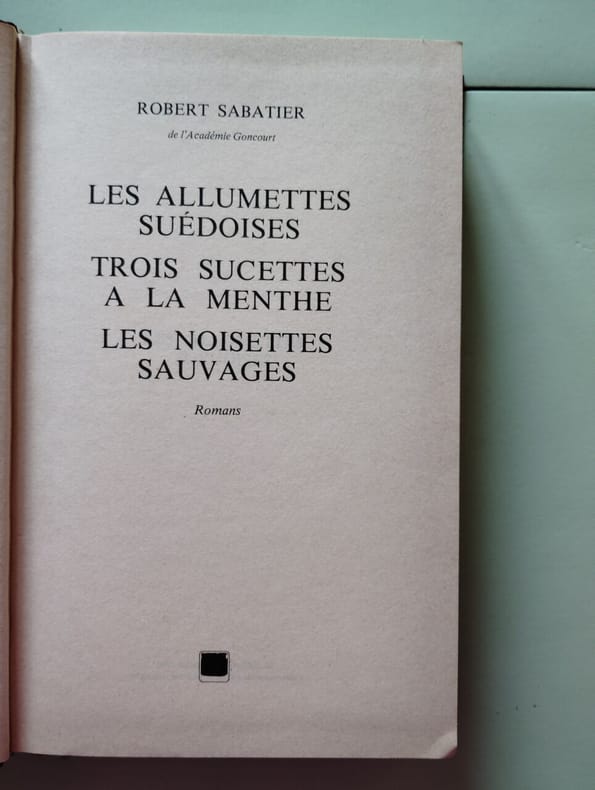 ROBERT SABATIER
de l'Académie Goncourt
LES ALLUMETTES
SUÉDOISES
TROIS SUCETTES
A LA MENTHE
LES NOISETTES
SAUVAGES
Romans